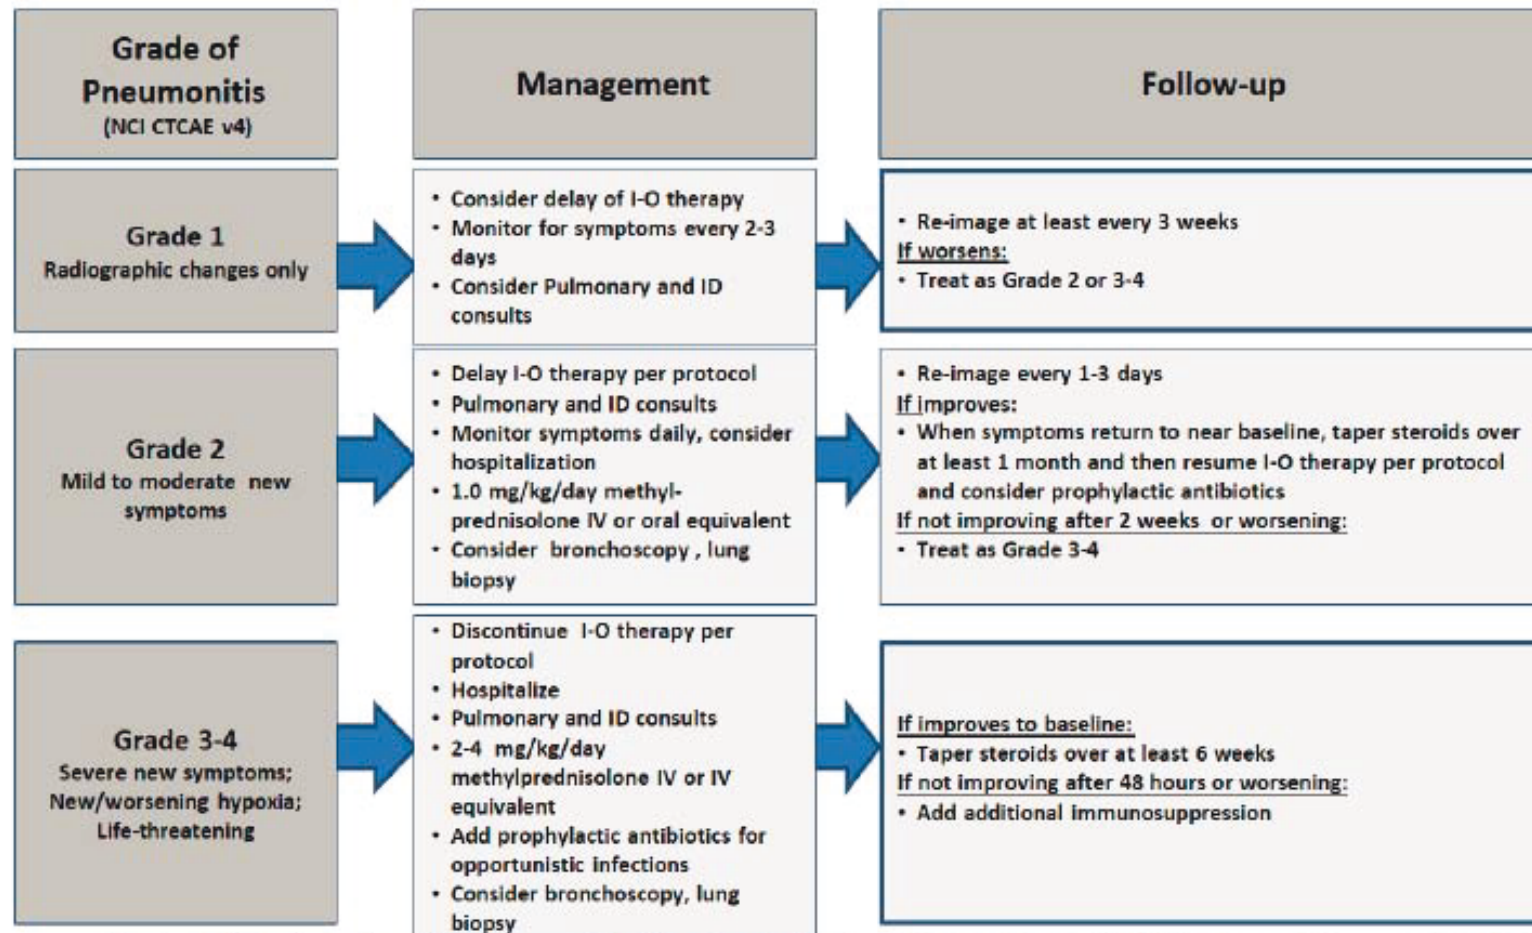 Grade of
Pneumonitis
(NCI CTCAE v4)
Management
Follow-up
Grade 1
Radiographic changes only
• Consider delay of I-O therapy
• Monitor for symptoms every 2-3
days
• Consider Pulmonary and ID
consults
• Re-image at least every 3 weeks
If worsens:
• Treat as Grade 2 or 3-4
Grade 2
Mild to moderate new
symptoms
• Delay I-O therapy per protocol
• Pulmonary and ID consults
• Monitor symptoms daily, consider
hospitalization
• 1.0 mg/kg/day methyl-
prednisolone IV or oral equivalent
• Consider bronchoscopy , lung
biopsy
• Re-image every 1-3 days
If improves:
• When symptoms return to near baseline, taper steroids over
at least 1 month and then resume I-O therapy per protocol
and consider prophylactic antibiotics
If not improving after 2 weeks or worsening:
• Treat as Grade 3-4
Grade 3-4
Severe new symptoms;
New/worsening hypoxia;
Life-threatening
• Discontinue I-O therapy per
protocol
• Hospitalize
• Pulmonary and ID consults
• 2-4 mg/kg/day
methylprednisolone IV or IV
equivalent
• Add prophylactic antibiotics for
opportunistic infections
• Consider bronchoscopy, lung
biopsy
If improves to baseline:
• Taper steroids over at least 6 weeks
If not improving after 48 hours or worsening:
• Add additional immunosuppression